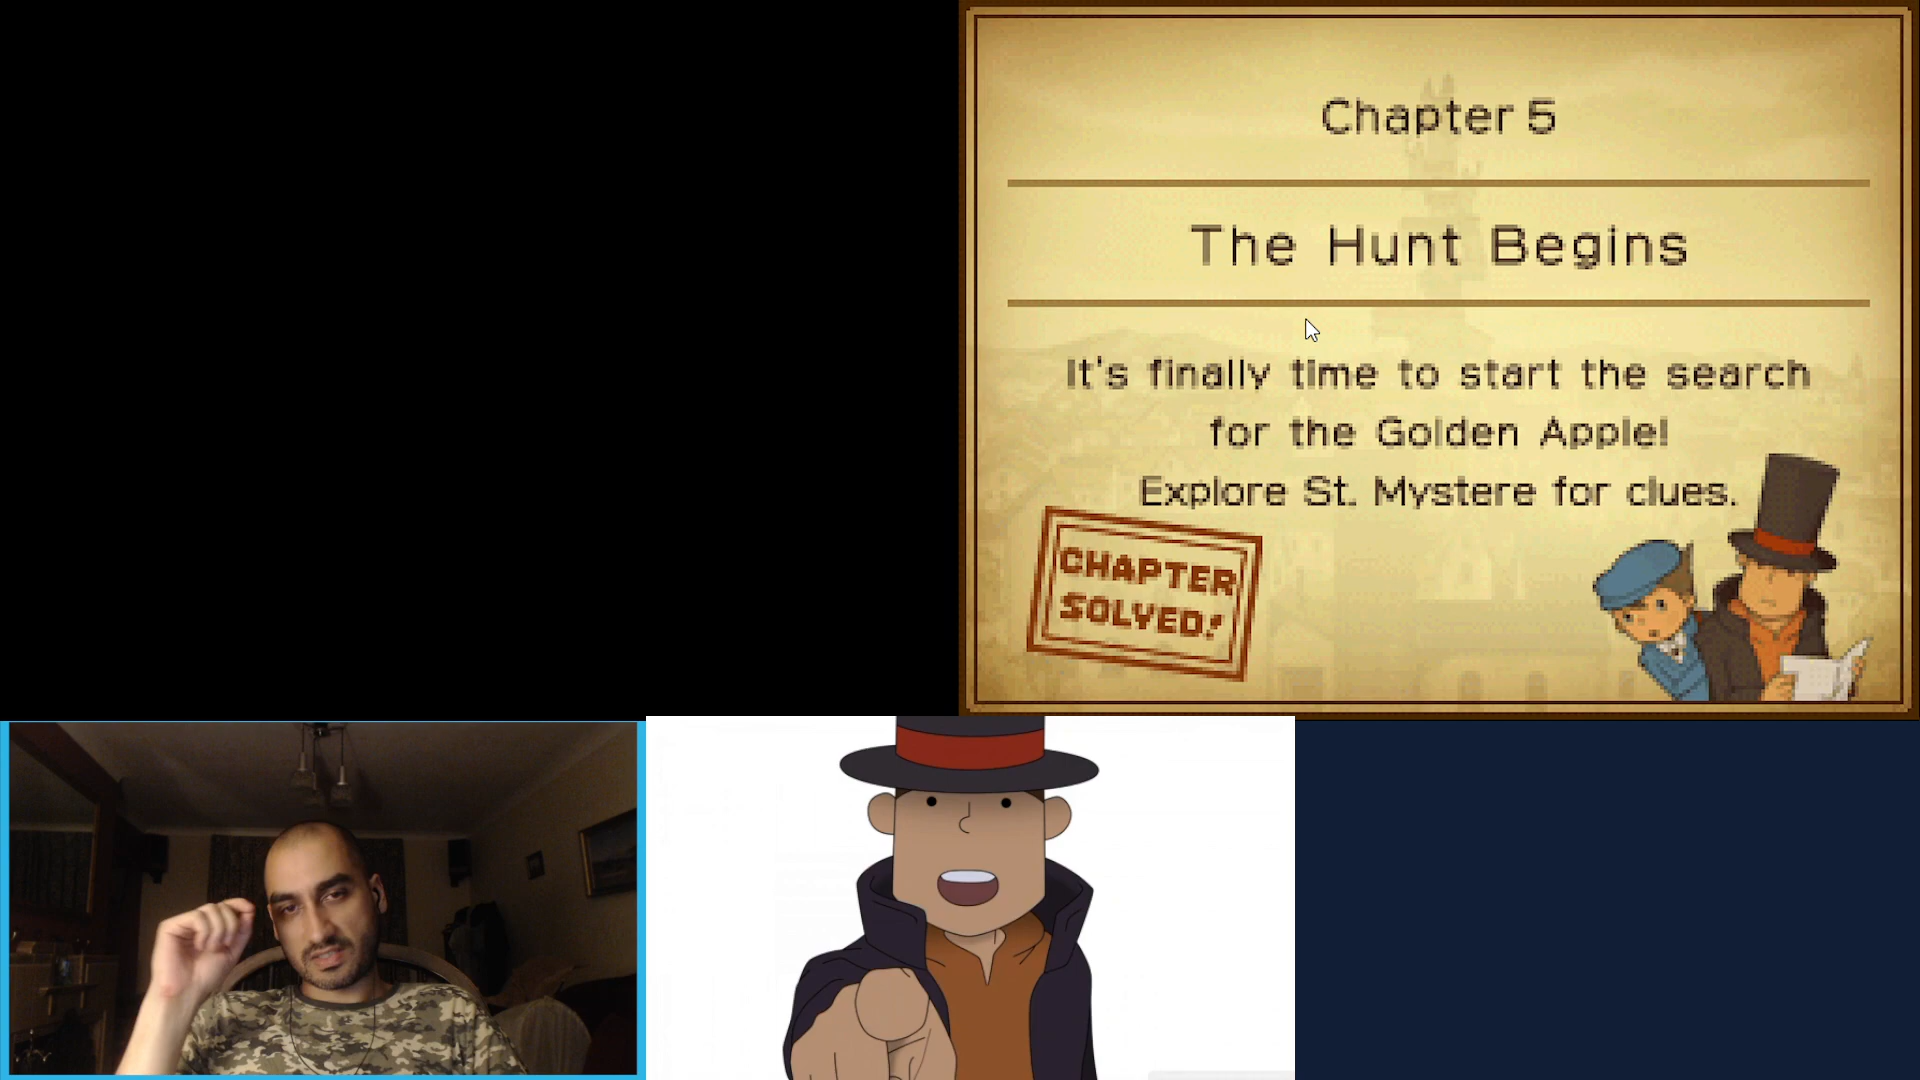 Chapter 5
The Hunt Begins
It's finally time to start the search
for the Golden Apple!
Explore St. Mystere for clues.
CHAPTER
SOLVED!